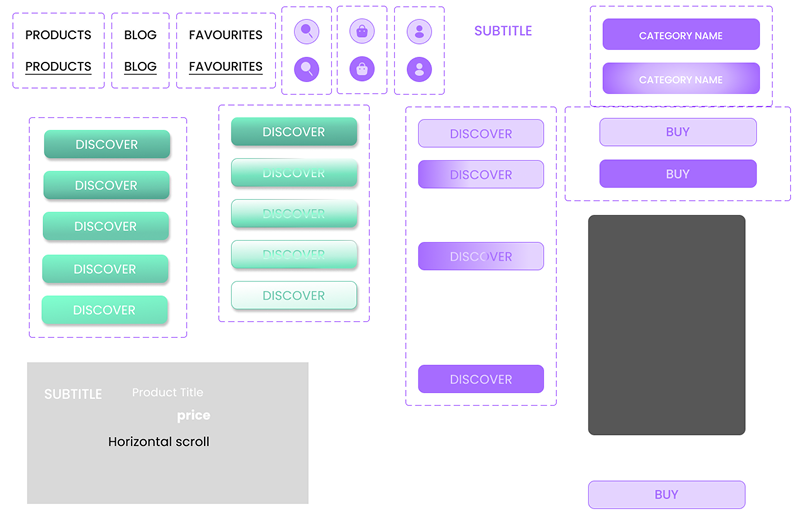 PRODUCTS
BLOG
FAVOURITES
PRODUCTS
BLOG
FAVOURITES
SUBTITLE
CATEGORY NAME
CATEGORY NAME
DISCOVER
DISCOVER
DISCOVER
DISCOVER
DISCOVER
DISCOVER
DISCOVER
DISCOVER
DISCOVER
DISCOVER
DISCOVER
DISCOVER
DISCOVER
DISCOVER
BUY
BUY
SUBTITLE
Product Title
price
Horizontal scroll
BUY